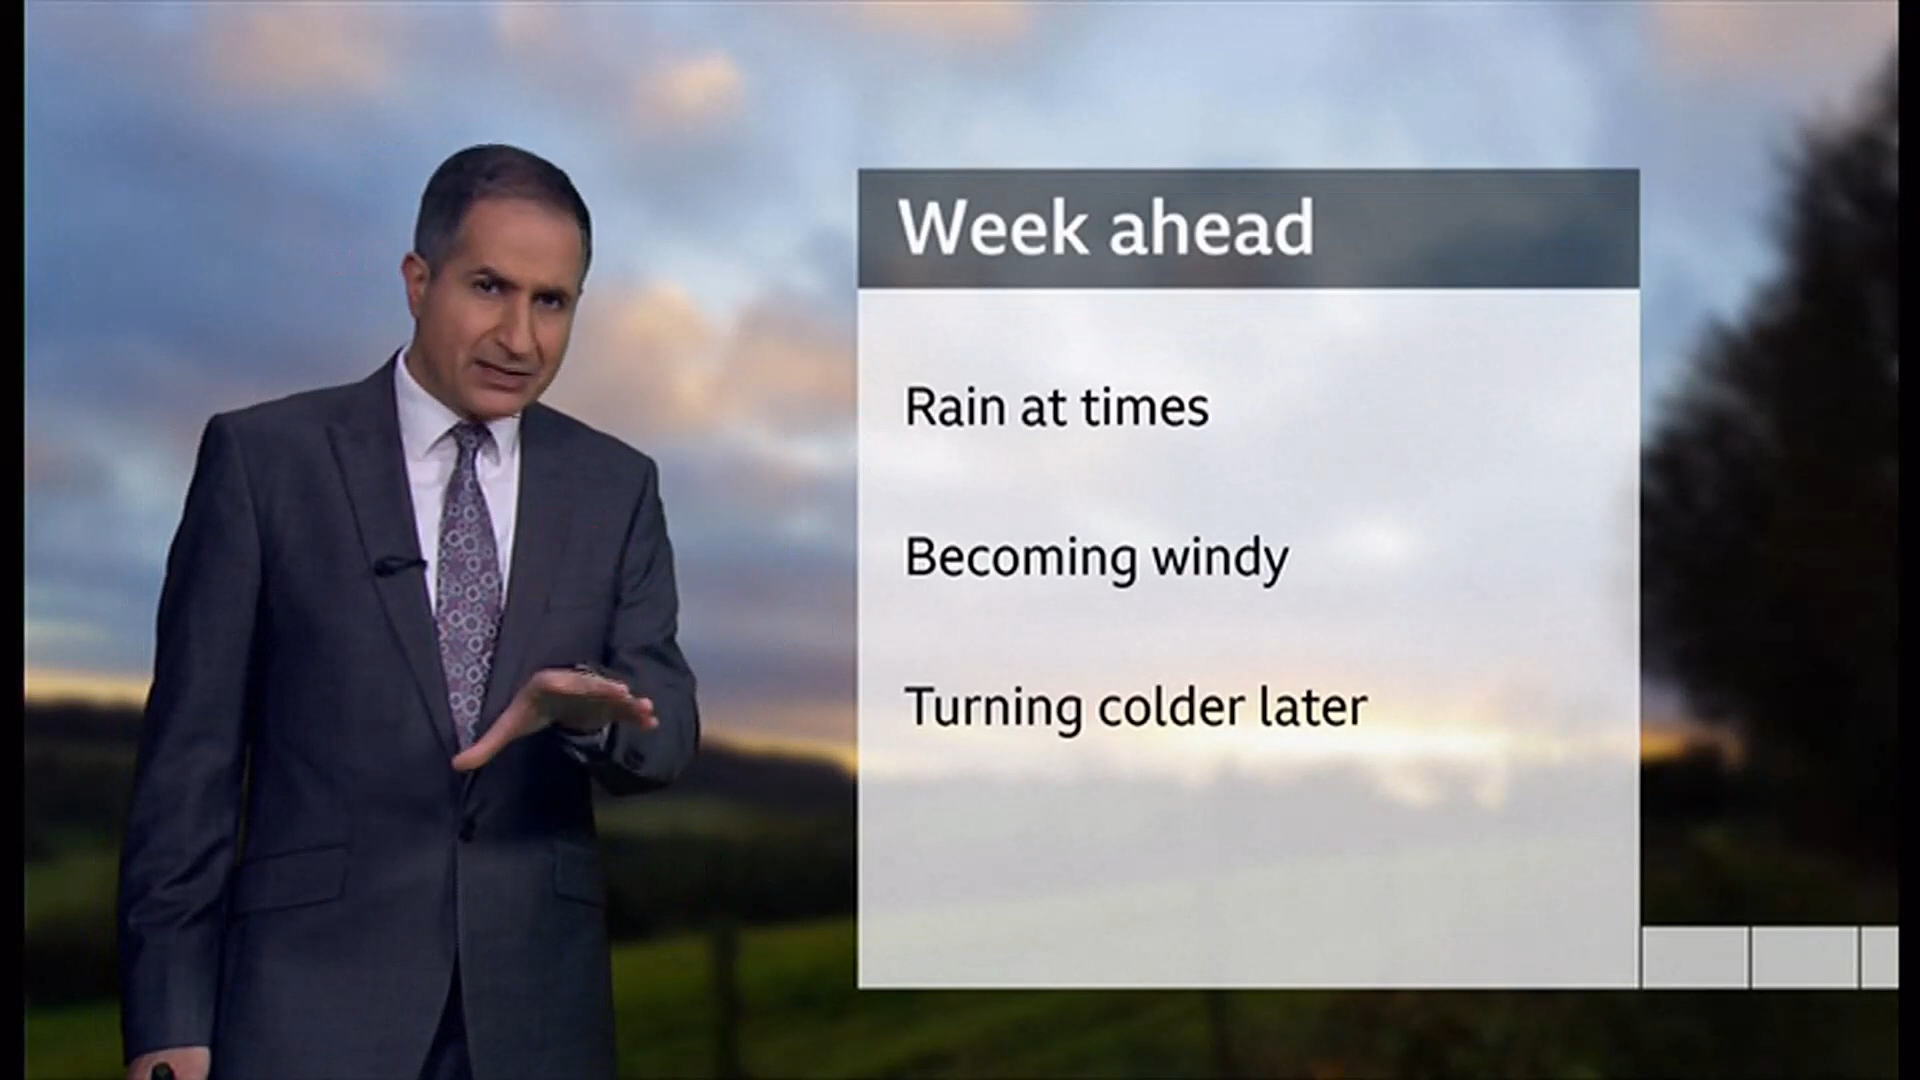 Week ahead
Rain at times
Becoming windy
Turning colder later